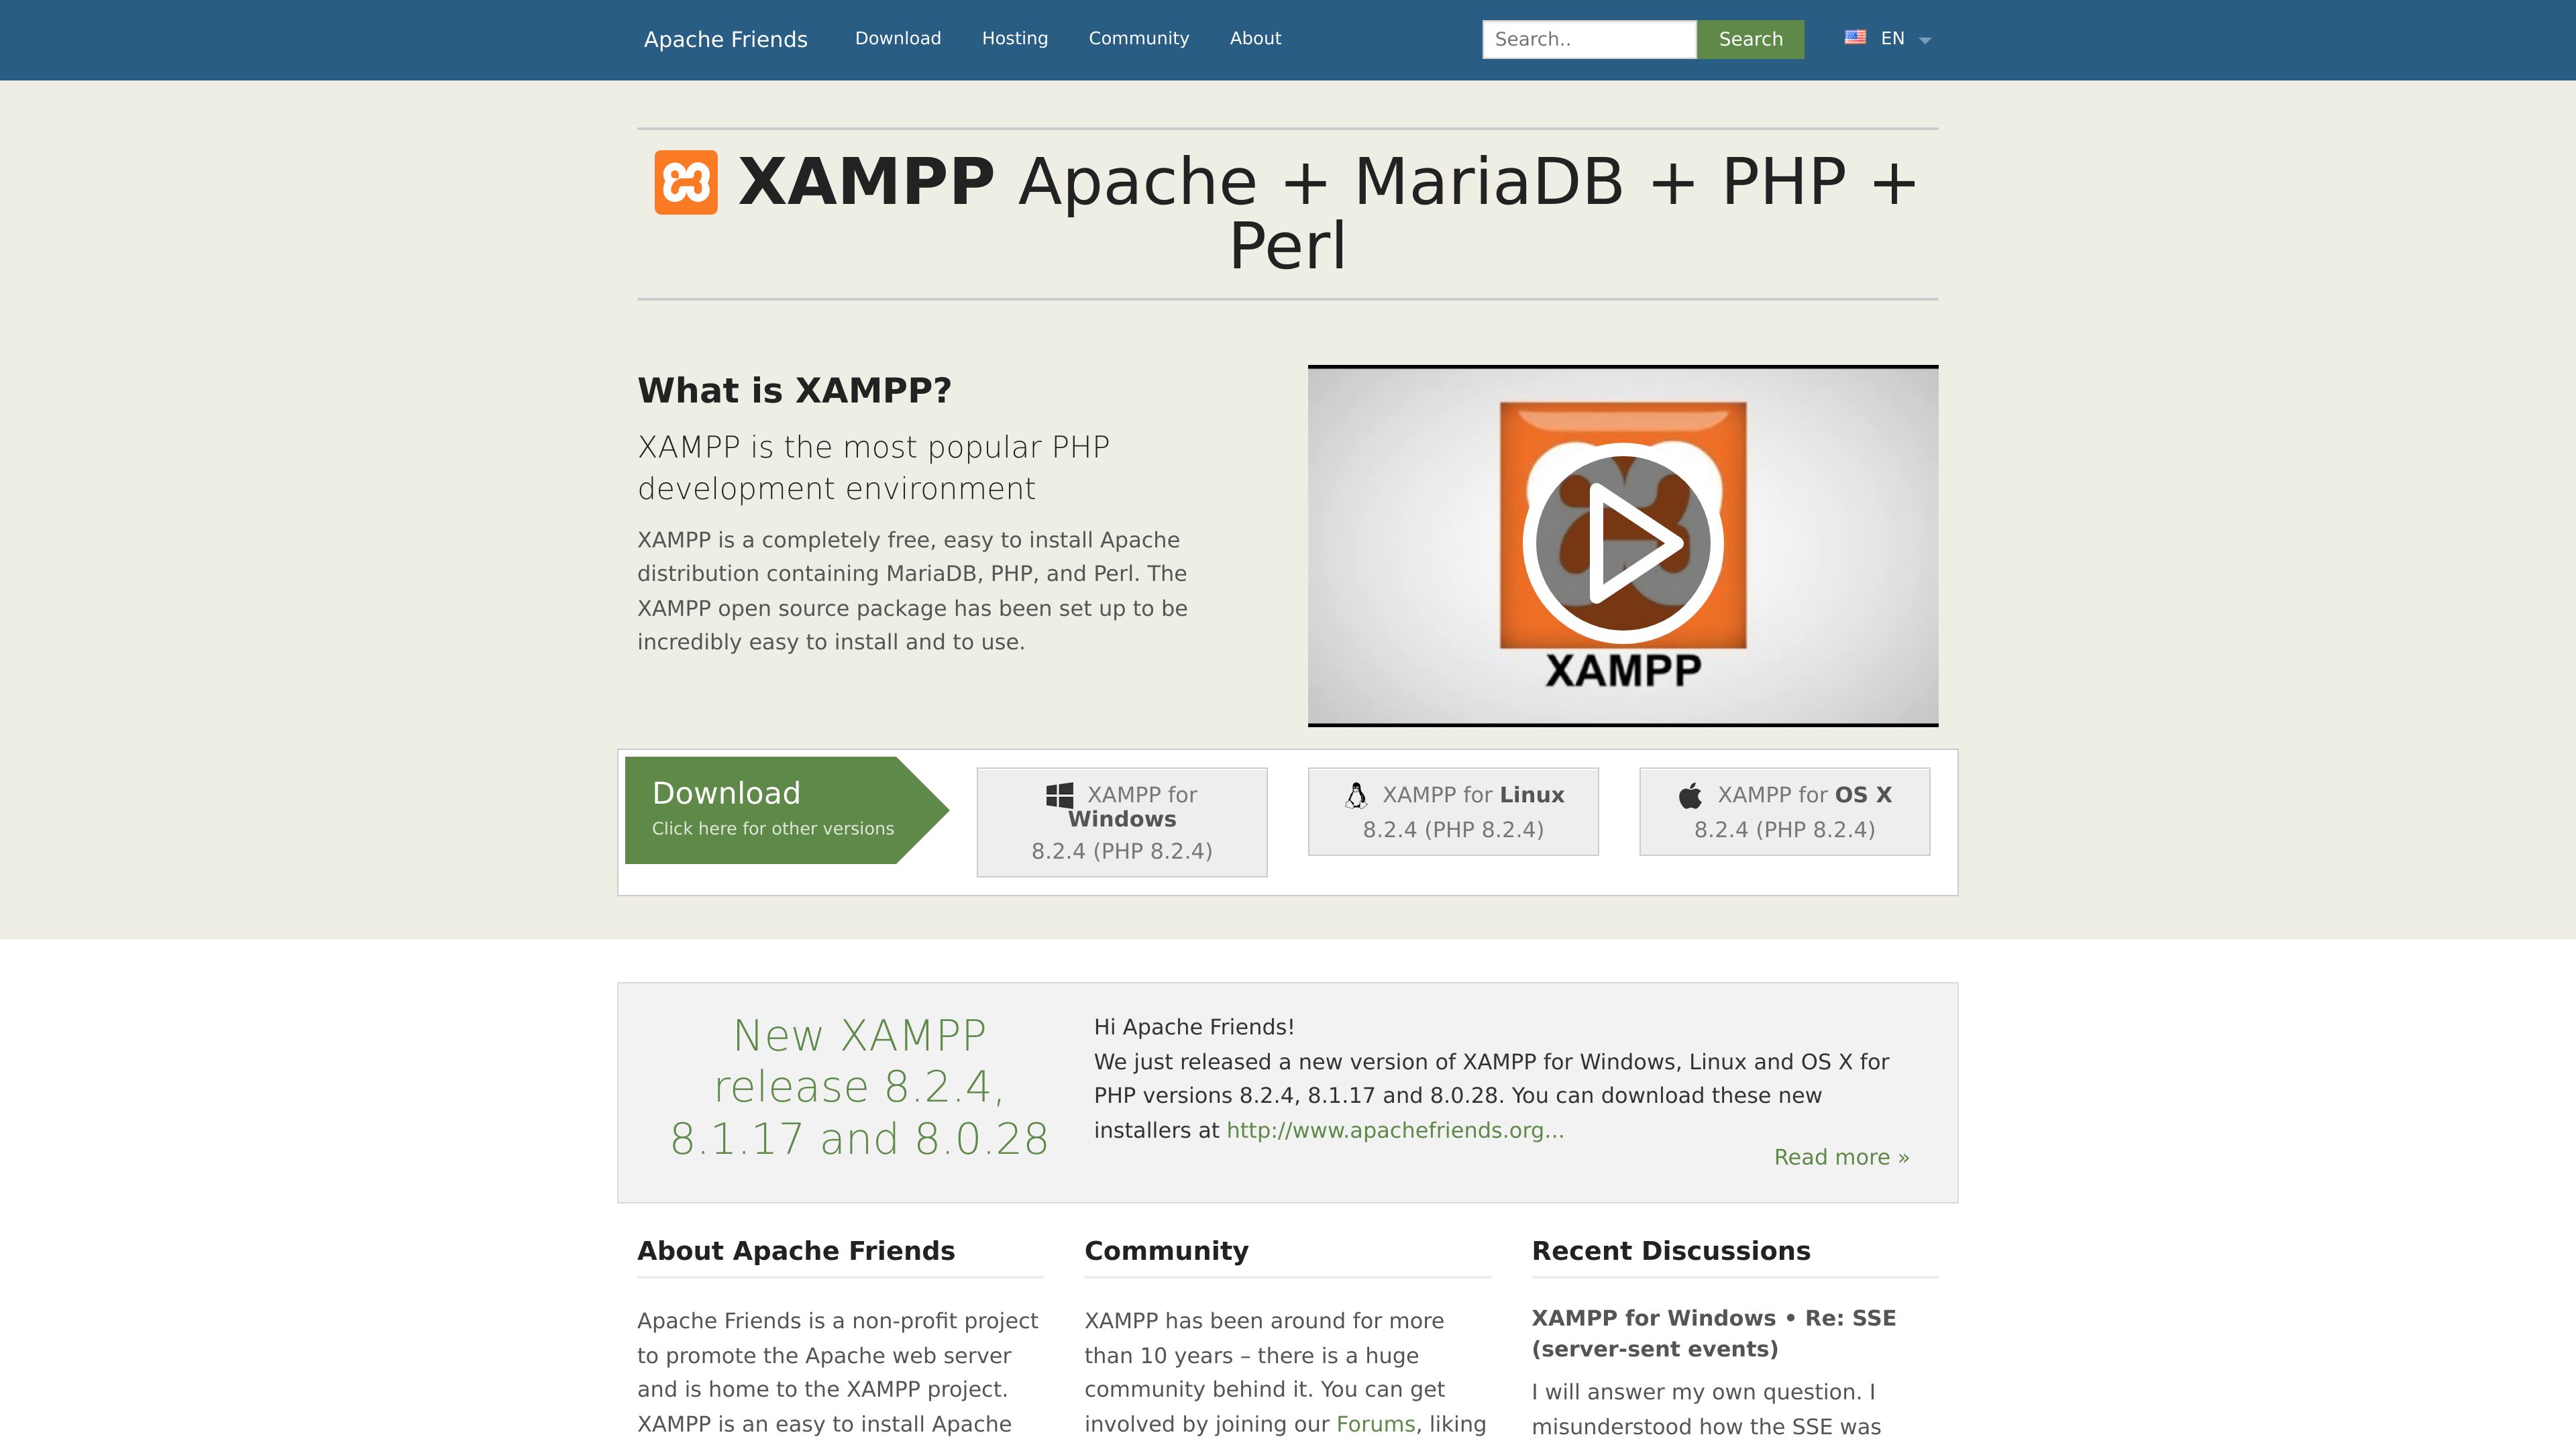 Apache Friends
Download
Hosting
Community
About
Search..
Search
EN
XAMPP Apache + MariaDB + PHP +
Perl
What is XAMPP?
XAMPP is the most popular PHP
development environment
XAMPP is a completely free, easy to install Apache
distribution containing MariaDB, PHP, and Perl. The
XAMPP open source package has been set up to be
incredibly easy to install and to use.
XAMPP
Download
Click here for other versions
XAMPP for
Windows
8.2.4 (PHP 8.2.4)
XAMPP for Linux
8.2.4 (PHP 8.2.4)
XAMPP for OS X
8.2.4 (PHP 8.2.4)
New XAMPP
release 8.2.4,
8.1.17 and 8.0.28
Hi Apache Friends!
We just released a new version of XAMPP for Windows, Linux and OS X for
PHP versions 8.2.4, 8.1.17 and 8.0.28. You can download these new
installers at http://www.apachefriends.org...
Read more »
About Apache Friends
Apache Friends is a non-profit project
to promote the Apache web server
and is home to the XAMPP project.
XAMPP is an easy to install Apache
Community
XAMPP has been around for more
than 10 years – there is a huge
community behind it. You can get
involved by joining our Forums, liking
Recent Discussions
XAMPP for Windows • Re: SSE
(server-sent events)
I will answer my own question. I
misunderstood how the SSE was